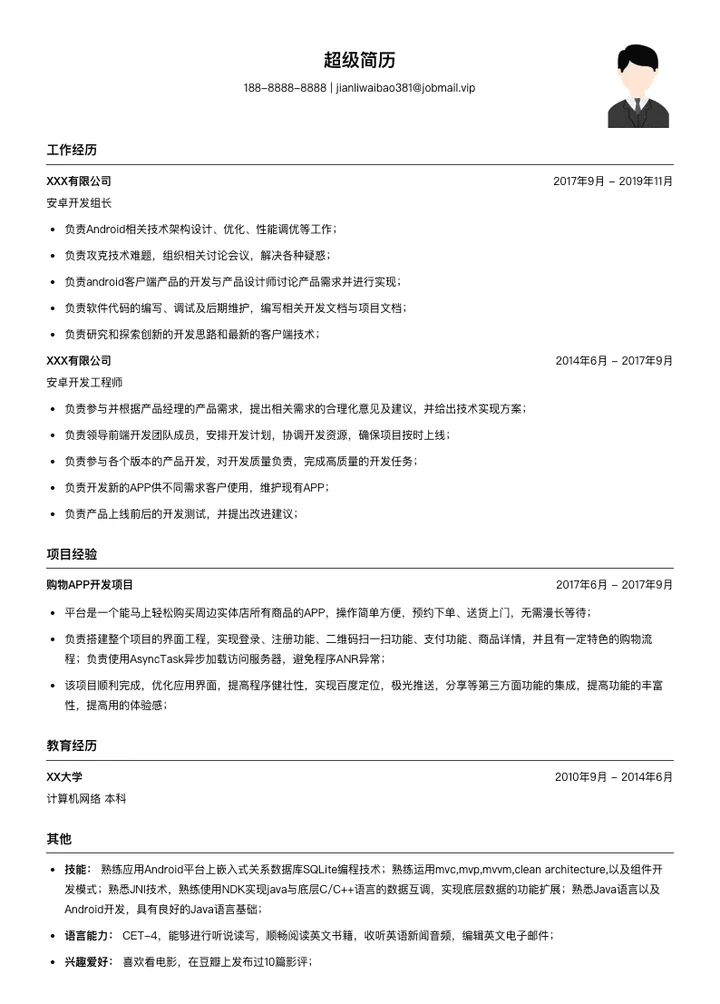 超级简历
188-8888-8888 | jianliwaibao381@jobmail.vip
工作经历
XXX有限公司 2017年9月 - 2019年11月
安卓开发组长
• 负责Android相关技术架构设计、优化、性能调优等工作；
• 负责攻克技术难题，组织相关讨论会议，解决各种疑惑；
• 负责android客户端产品的开发与产品设计师讨论产品需求并进行实现；
• 负责软件代码的编写、调试及后期维护，编写相关开发文档与项目文档；
• 负责研究和探索创新的开发思路和最新的客户端技术；
XXX有限公司 2014年6月 - 2017年9月
安卓开发工程师
• 负责参与并根据产品经理的产品需求，提出相关需求的合理化意见及建议，并给出技术实现方案；
• 负责领导前端开发团队成员，安排开发计划，协调开发资源，确保项目按时上线；
• 负责参与各个版本的产品开发，对开发质量负责，完成高质量的开发任务；
• 负责开发新的APP供不同需求客户使用，维护现有APP；
• 负责产品上线前后的开发测试，并提出改进建议；
项目经验
购物APP开发项目 2017年6月 - 2017年9月
• 平台是一个能马上轻松购买周边实体店所有商品的APP，操作简单方便，预约下单、送货上门，无需漫长等待；
• 负责搭建整个项目的界面工程，实现登录、注册功能、二维码扫一扫功能、支付功能、商品详情，并且有一定特色的购物流
程；负责使用AsyncTask异步加载访问服务器，避免程序ANR异常；
• 该项目顺利完成，优化应用界面，提高程序健壮性，实现百度定位，极光推送，分享等第三方面功能的集成，提高功能的丰富
性，提高用的体验感；
教育经历
XX大学 2010年9月 - 2014年6月
计算机网络 本科
其他
• 技能： 熟练应用Android平台上嵌入式关系数据库SQLite编程技术；熟练运用mvc,mvp,mvvm,clean architecture,以及组件开
发模式；熟悉JNI技术，熟练使用NDK实现java与底层C/C++语言的数据互调，实现底层数据的功能扩展；熟悉Java语言以及
Android开发，具有良好的Java语言基础；
• 语言能力： CET-4，能够进行听说读写，顺畅阅读英文书籍，收听英语新闻音频，编辑英文电子邮件；
• 兴趣爱好： 喜欢看电影，在豆瓣上发布过10篇影评；